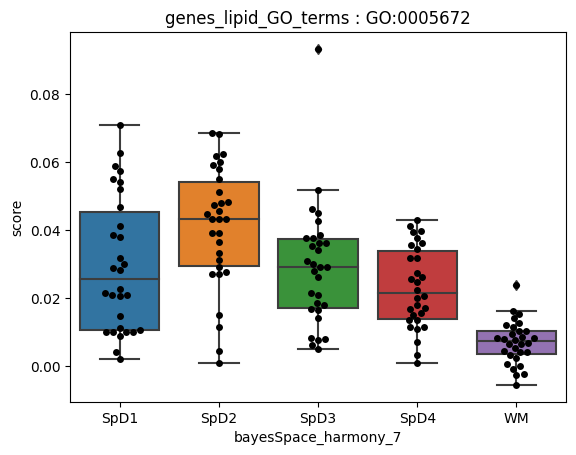 genes_lipid_GO_terms : GO:0005672
score
0.08
0.06
0.04
0.02
0.00
SpD1 SpD2 SpD3 SpD4 WM
bayesSpace_harmony_7